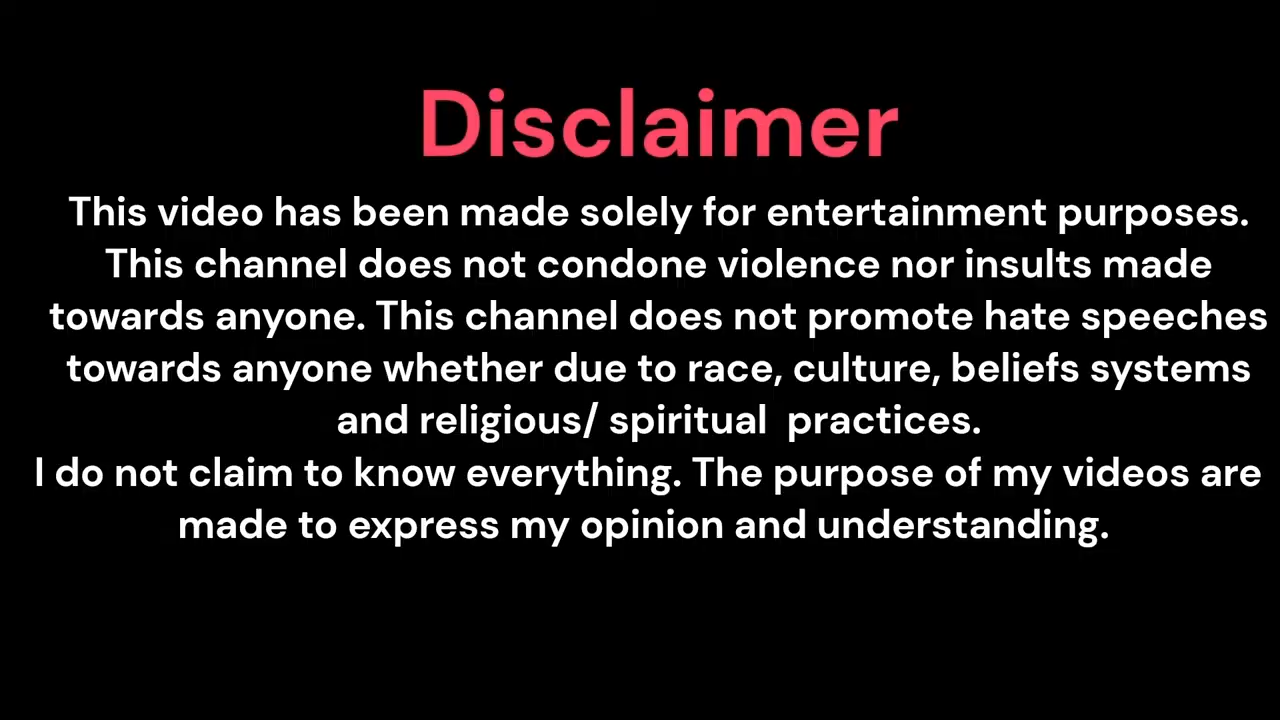 Disclaimer
This video has been made solely for entertainment purposes.
This channel does not condone violence nor insults made
towards anyone. This channel does not promote hate speeches
towards anyone whether due to race, culture, beliefs systems
and religious/ spiritual  practices.
I do not claim to know everything. The purpose of my videos are
made to express my opinion and understanding.